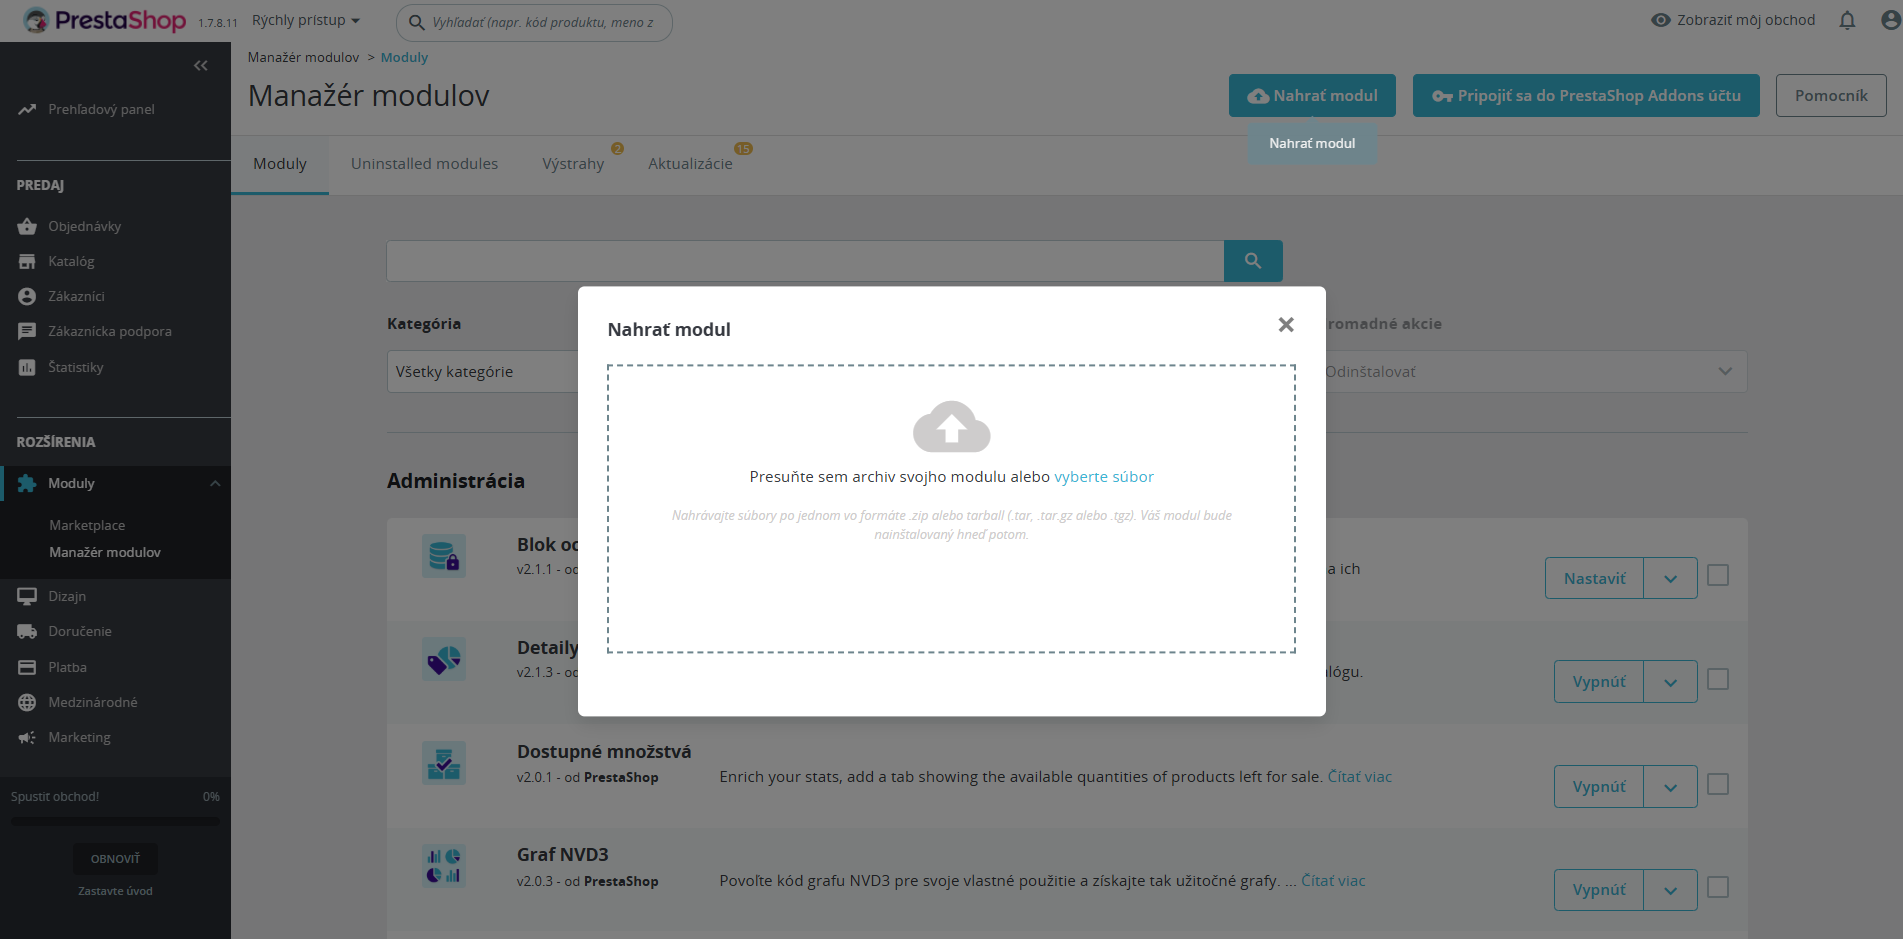 PrestaShop 1.7.8.11 Rýchly prístup Vyhľadať (napr. kód produktu, meno z Zobraziť môj obchod
Manažér modulov > Moduly
Manažér modulov
Nahrať modul
Pripojiť sa do PrestaShop Addons účtu
Pomocník
Nahrať modul
Moduly
Uninstalled modules
Výstrahy 2
Aktualizácie 15
Prehľadový panel
PREDAJ
Objednávky
Katalóg
Zákazníci
Zákaznícka podpora
Štatistiky
ROZŠÍRENIA
Moduly
Marketplace
Manažér modulov
Dizajn
Doručenie
Platba
Medzinárodné
Marketing
Spustiť obchod! 0%
OBNOVIŤ
Zastavte úvod
Kategória
romadné akcie
Všetky kategórie
Odinštalovať
Nahrať modul
Presuňte sem archiv svojho modulu alebo vyberte súbor
Nahrávajte súbory po jednom vo formáte .zip alebo tarball (.tar, .tar.gz alebo .tgz). Váš modul bude
nainštalovaný hneď potom.
Administrácia
Blok oc
v2.1.1 - od
a ich
Nastaviť
Detaily
v2.1.3 - od
lógu.
Vypnúť
Dostupné množstvá
v2.0.1 - od PrestaShop
Enrich your stats, add a tab showing the available quantities of products left for sale. Čítať viac
Vypnúť
Graf NVD3
v2.0.3 - od PrestaShop
Povoľte kód grafu NVD3 pre svoje vlastné použitie a získajte tak užitočné grafy. ... Čítať viac
Vypnúť